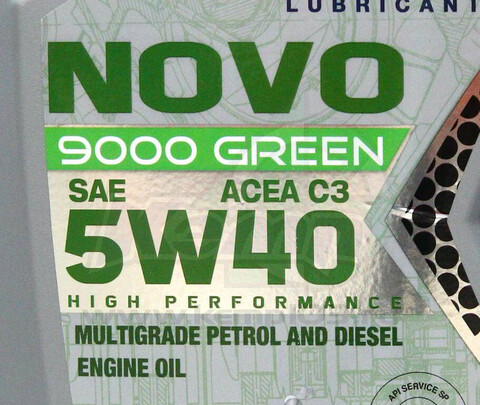 LUBRICANT
NOVO
9000 GREEN
SAE ACEA C3
5W40
HIGH PERFORMANCE
MULTIGRADE PETROL AND DIESEL
ENGINE OIL
API SERVICE SP